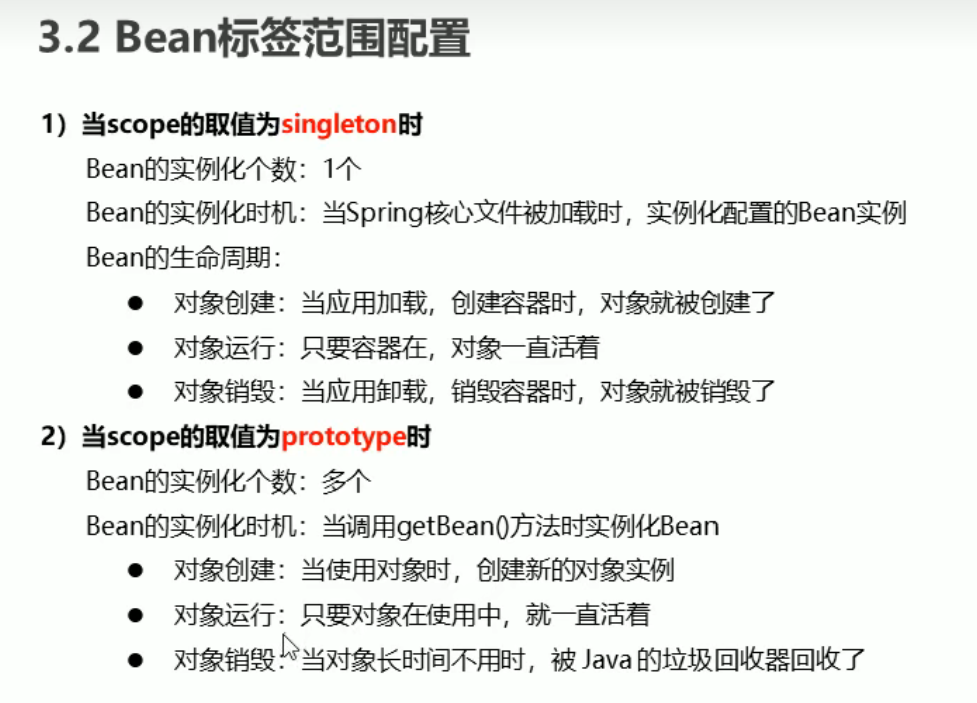 3.2 Bean标签范围配置
1）当scope的取值为singleton时
Bean的实例化个数：1个
Bean的实例化时机：当Spring核心文件被加载时，实例化配置的Bean实例
Bean的生命周期：
● 对象创建：当应用加载，创建容器时，对象就被创建了
● 对象运行：只要容器在，对象一直活着
● 对象销毁：当应用卸载，销毁容器时，对象就被销毁了
2）当scope的取值为prototype时
Bean的实例化个数：多个
Bean的实例化时机：当调用getBean()方法时实例化Bean
● 对象创建：当使用对象时，创建新的对象实例
● 对象运行：只要对象在使用中，就一直活着
● 对象销毁：当对象长时间不用时，被 Java 的垃圾回收器回收了